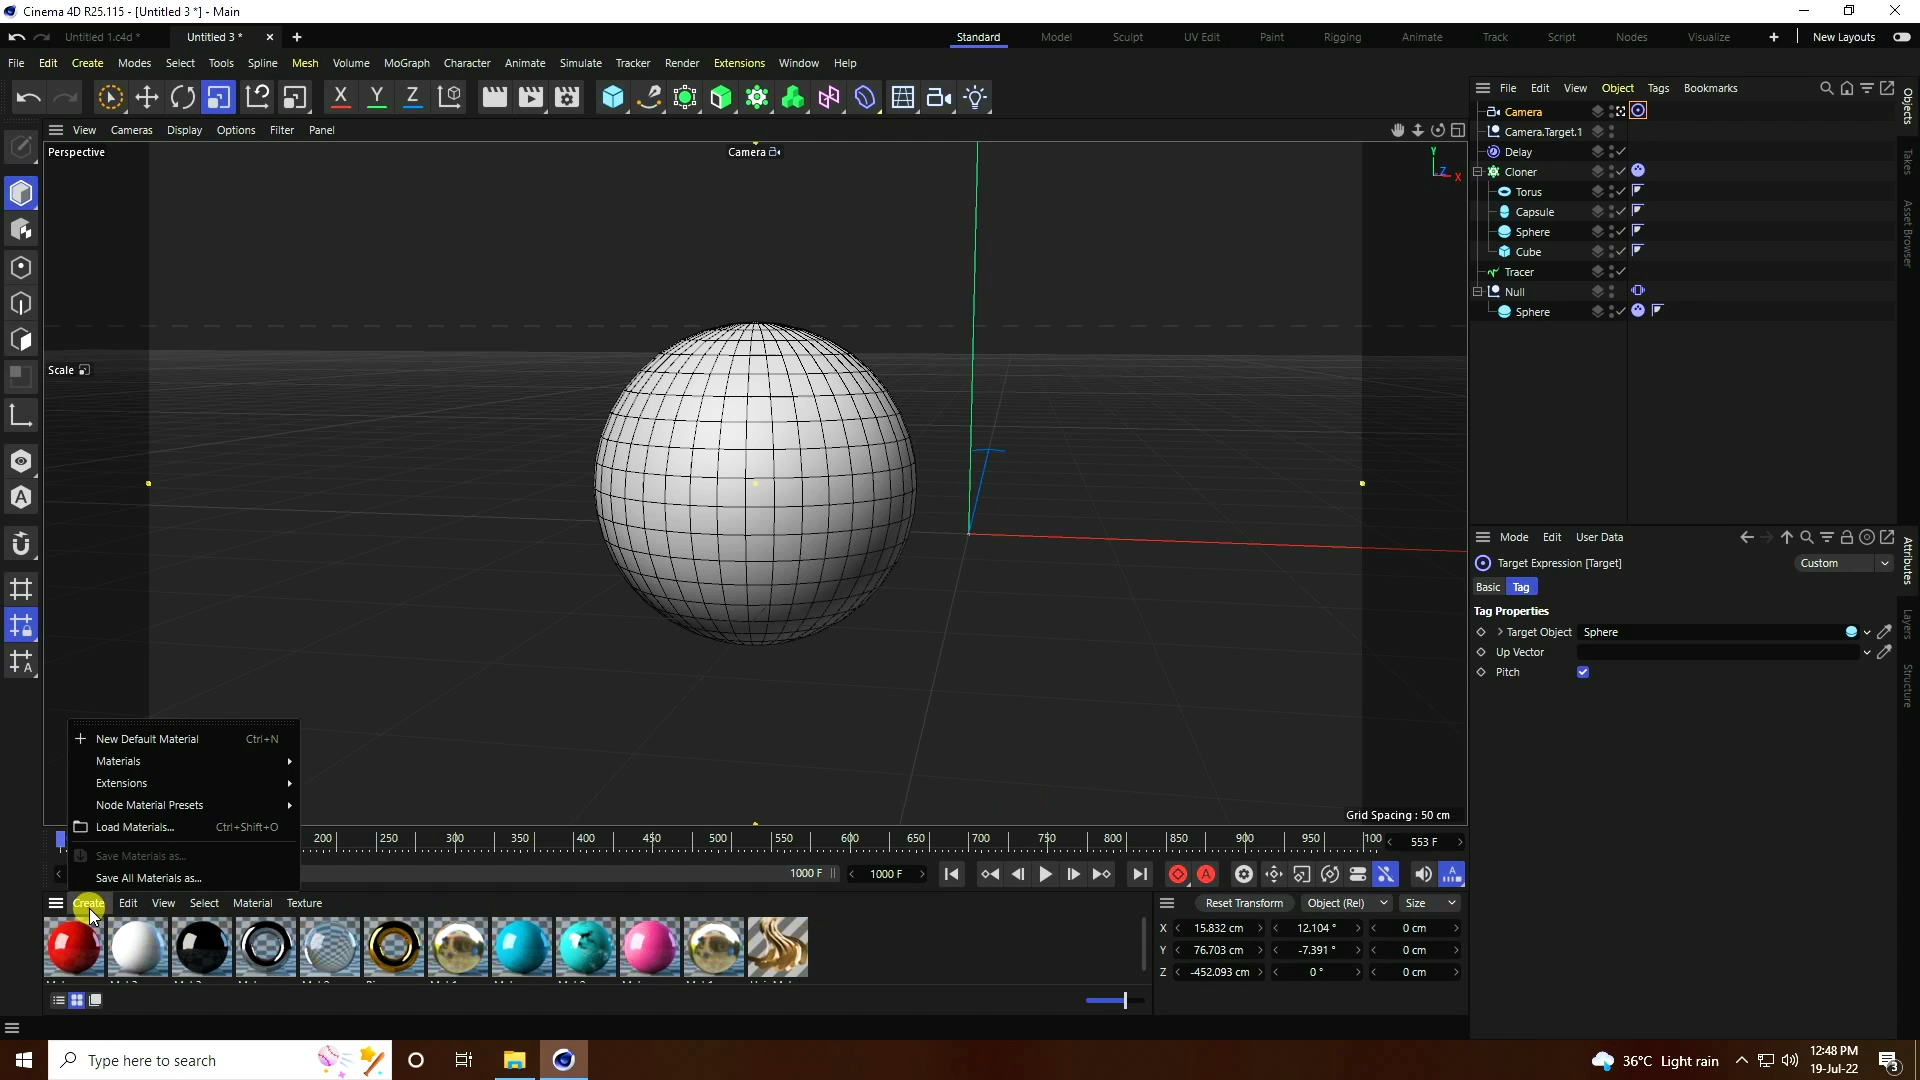 Cinema 4D R25.115 - [Untitled 3 *] - Main
Untitled 1.c4d * Untitled 3 * × + Standard Model Sculpt UV Edit Paint Rigging Animate Track Script Nodes Visualize + New Layouts
File Edit Create Modes Select Tools Spline Mesh Volume MoGraph Character Animate Simulate Tracker Render Extensions Window Help
X Y Z
File Edit View Object Tags Bookmarks
View Cameras Display Options Filter Panel
Perspective
Camera
Y
Z
X
Scale
Camera
Camera.Target.1
Delay
Cloner
Torus
Capsule
Sphere
Cube
Tracer
Null
Sphere
Objects
Takes
Asset Browser
Mode Edit User Data
Target Expression [Target] Custom
Basic Tag
Tag Properties
Target Object Sphere
Up Vector
Pitch
Attributes
Layers
Structure
New Default Material Ctrl+N
Materials
Extensions
Node Material Presets
Load Materials... Ctrl+Shift+O
Save Materials as...
Save All Materials as...
Grid Spacing : 50 cm
200 250 300 350 400 450 500 550 600 650 700 750 800 850 900 950 100 553 F
1000 F 1000 F
Create Edit View Select Material Texture
Reset Transform Object (Rel) Size
X 15.832 cm 12.104 ° 0 cm
Y 76.703 cm -7.391 ° 0 cm
Z -452.093 cm 0 ° 0 cm
Type here to search
36°C Light rain
12:48 PM
19-Jul-22
3